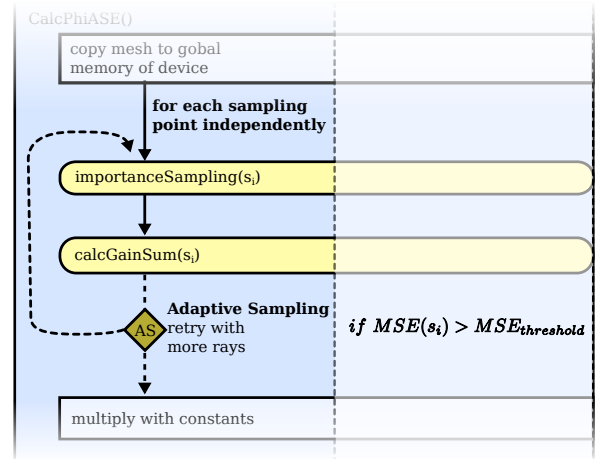 CalcPhiASE()
copy mesh to gobal
memory of device
for each sampling
point independently
importanceSampling(sᵢ)
calcGainSum(sᵢ)
Adaptive Sampling
AS retry with
more rays
if MSE(sᵢ) > MSE_threshold
multiply with constants